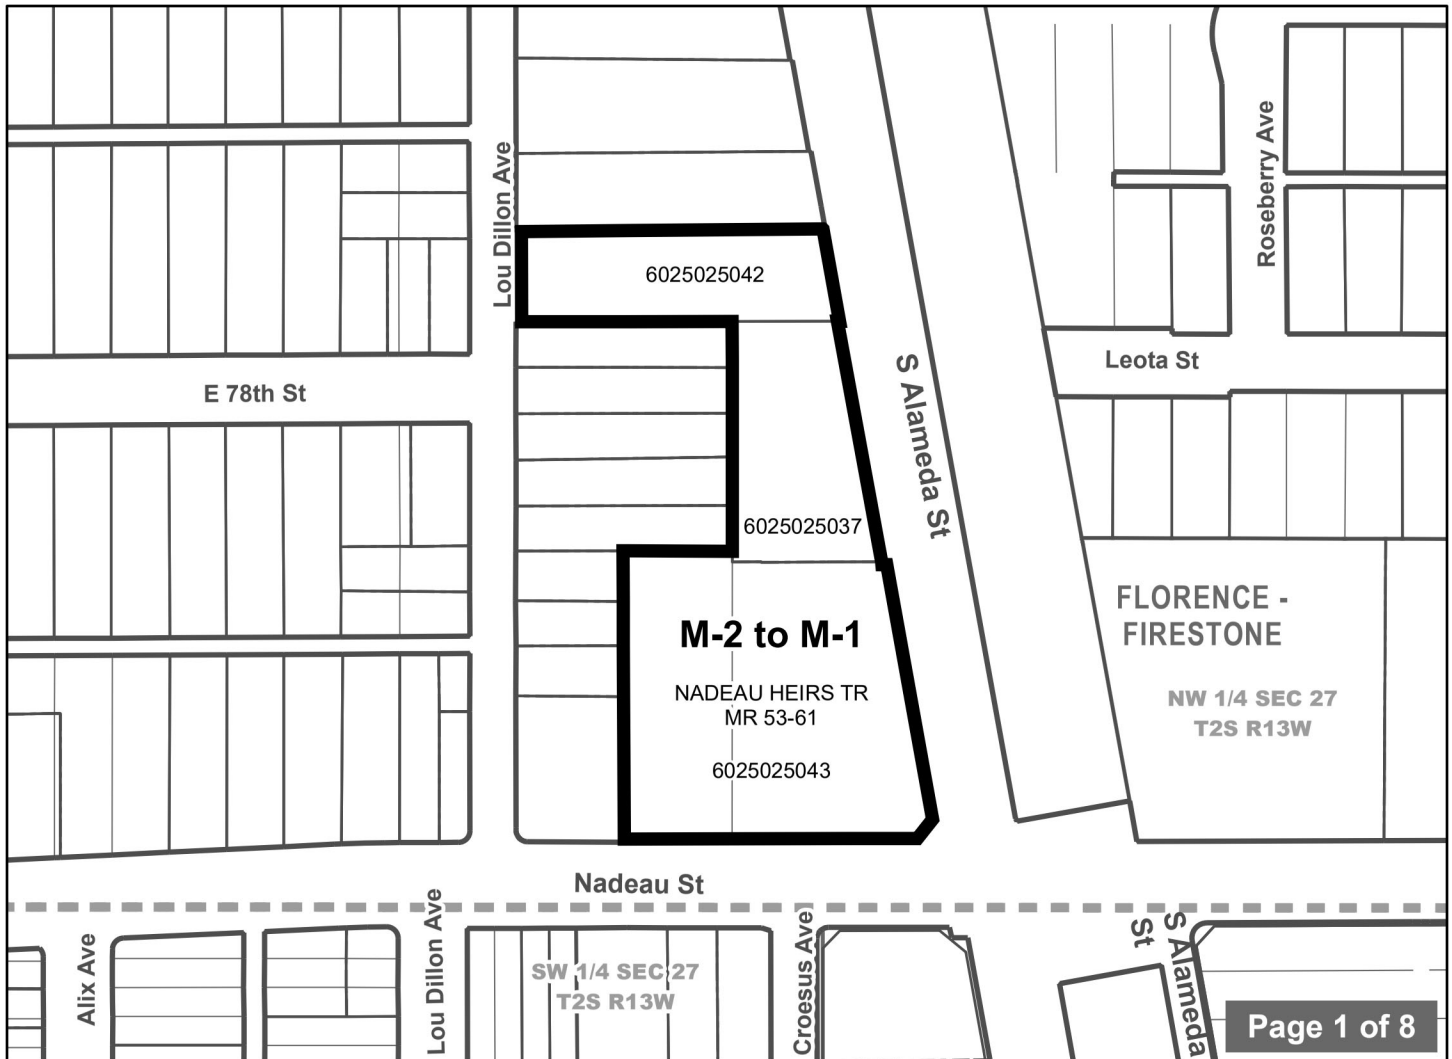 Lou Dillon Ave
Roseberry Ave
6025025042
Leota St
E 78th St
S Alameda St
6025025037
FLORENCE -
FIRESTONE
M-2 to M-1
NADEAU HEIRS TR
MR 53-61
NW 1/4 SEC 27
T2S R13W
6025025043
Nadeau St
Alix Ave
Lou Dillon Ave
SW 1/4 SEC 27
T2S R13W
Croesus Ave
S Alameda
St
Page 1 of 8